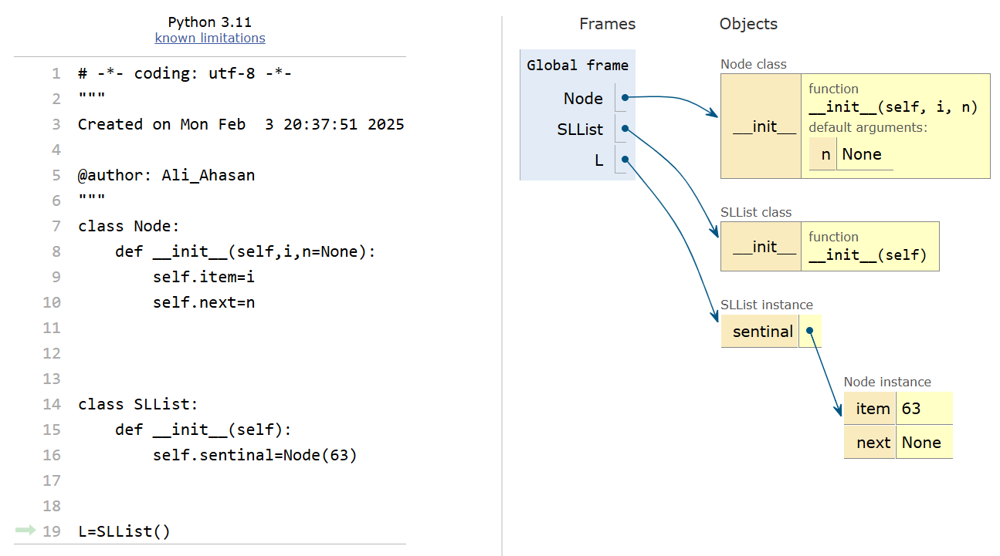 Python 3.11
known limitations
1 # -*- coding: utf-8 -*-
2 """
3 Created on Mon Feb  3 20:37:51 2025
4
5 @author: Ali_Ahasan
6 """
7 class Node:
8     def __init__(self,i,n=None):
9         self.item=i
10         self.next=n
11
12
13
14 class SLList:
15     def __init__(self):
16         self.sentinal=Node(63)
17
18
19 L=SLList()
Frames
Objects
Global frame
Node
SLList
L
Node class
__init__
function
__init__(self, i, n)
default arguments:
n None
SLList class
__init__
function
__init__(self)
SLList instance
sentinal
Node instance
item 63
next None